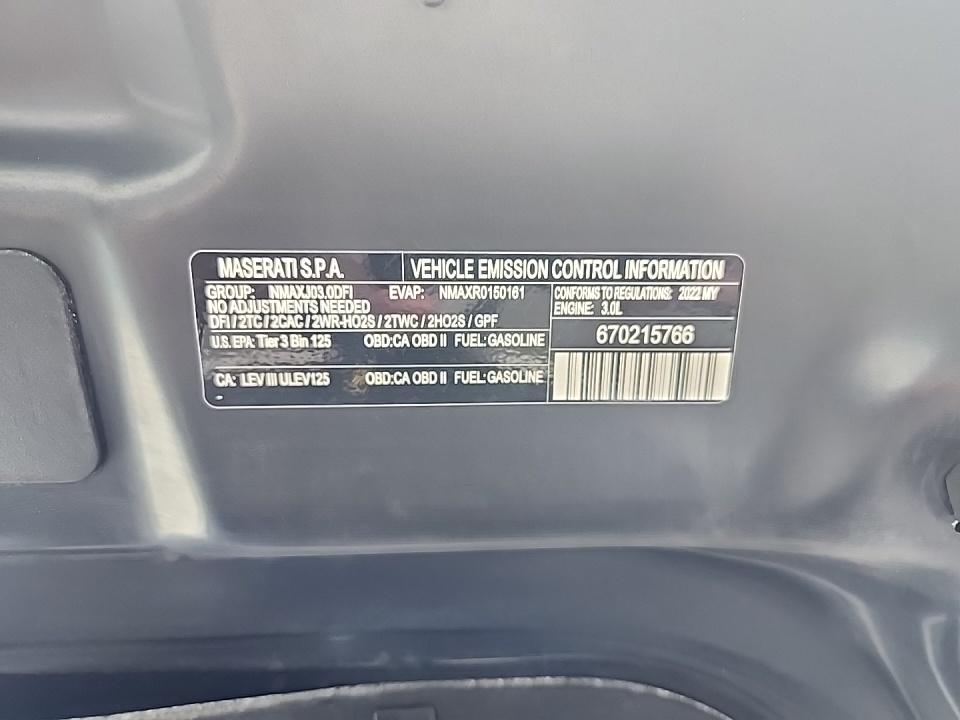 MASERATI S.P.A. VEHICLE EMISSION CONTROL INFORMATION
GROUP: NMAXJ03.0DFI EVAP: NMAXR0150161
NO ADJUSTMENTS NEEDED
DFI / 2TC / 2CAC / 2WR-HO2S / 2TWC / 2HO2S / GPF
U.S. EPA: Tier 3 Bin 125 OBD:CA OBD II FUEL: GASOLINE
CA: LEV III ULEV125 OBD:CA OBD II FUEL: GASOLINE
CONFORMS TO REGULATIONS: 2022 MY
ENGINE: 3.0L
670215766